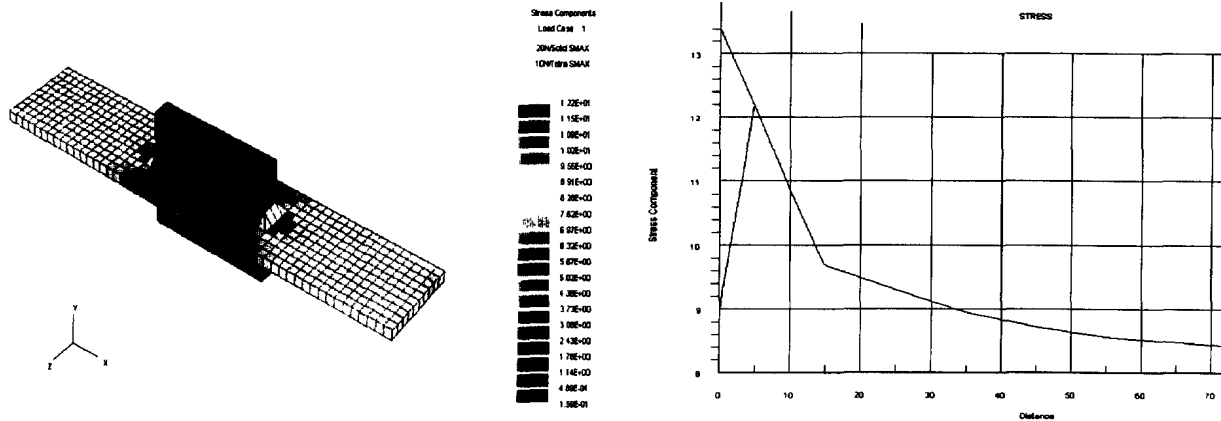 Stress Components
Load Case 1
20N/Solid SMAX
10N/Tetra SMAX
1.22E+01
1.15E+01
1.09E+01
1.02E+01
9.56E+00
8.91E+00
8.26E+00
7.62E+00
6.97E+00
6.32E+00
5.67E+00
5.02E+00
4.38E+00
3.73E+00
3.08E+00
2.43E+00
1.78E+00
1.14E+00
4.89E-01
Y
Z
X
STRESS
Stress Component
13
12
11
10
9
8
0
10
20
30
40
50
60
70
Distance